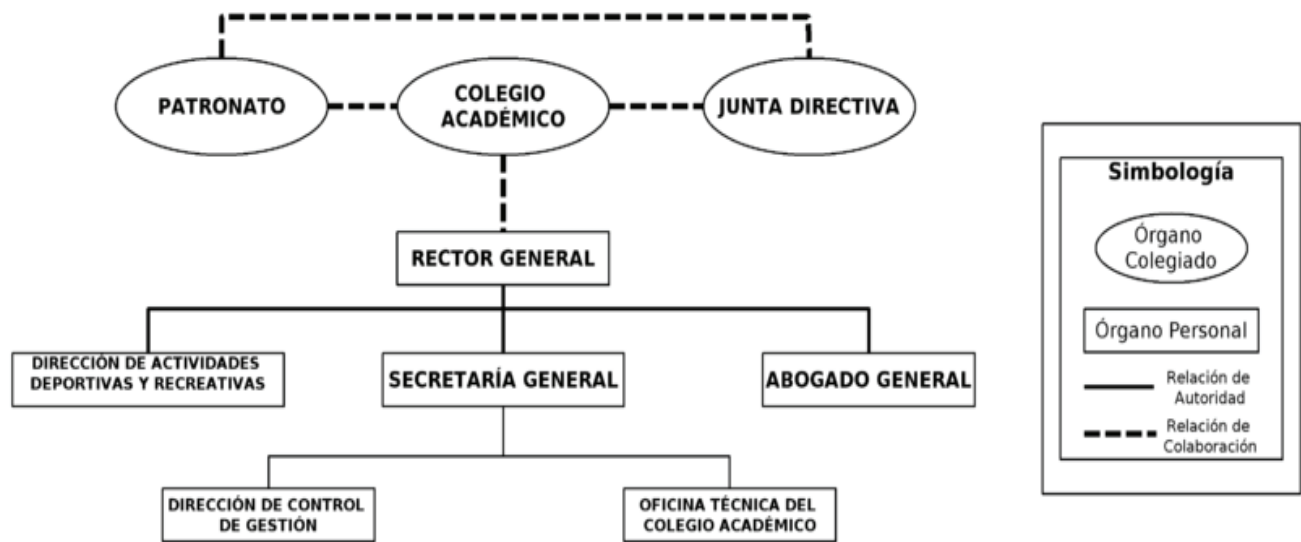 PATRONATO
COLEGIO
ACADÉMICO
JUNTA DIRECTIVA
RECTOR GENERAL
DIRECCIÓN DE ACTIVIDADES
DEPORTIVAS Y RECREATIVAS
SECRETARÍA GENERAL
ABOGADO GENERAL
DIRECCIÓN DE CONTROL
DE GESTIÓN
OFICINA TÉCNICA DEL
COLEGIO ACADÉMICO
Simbología
Órgano
Colegiado
Órgano Personal
Relación de
Autoridad
Relación de
Colaboración